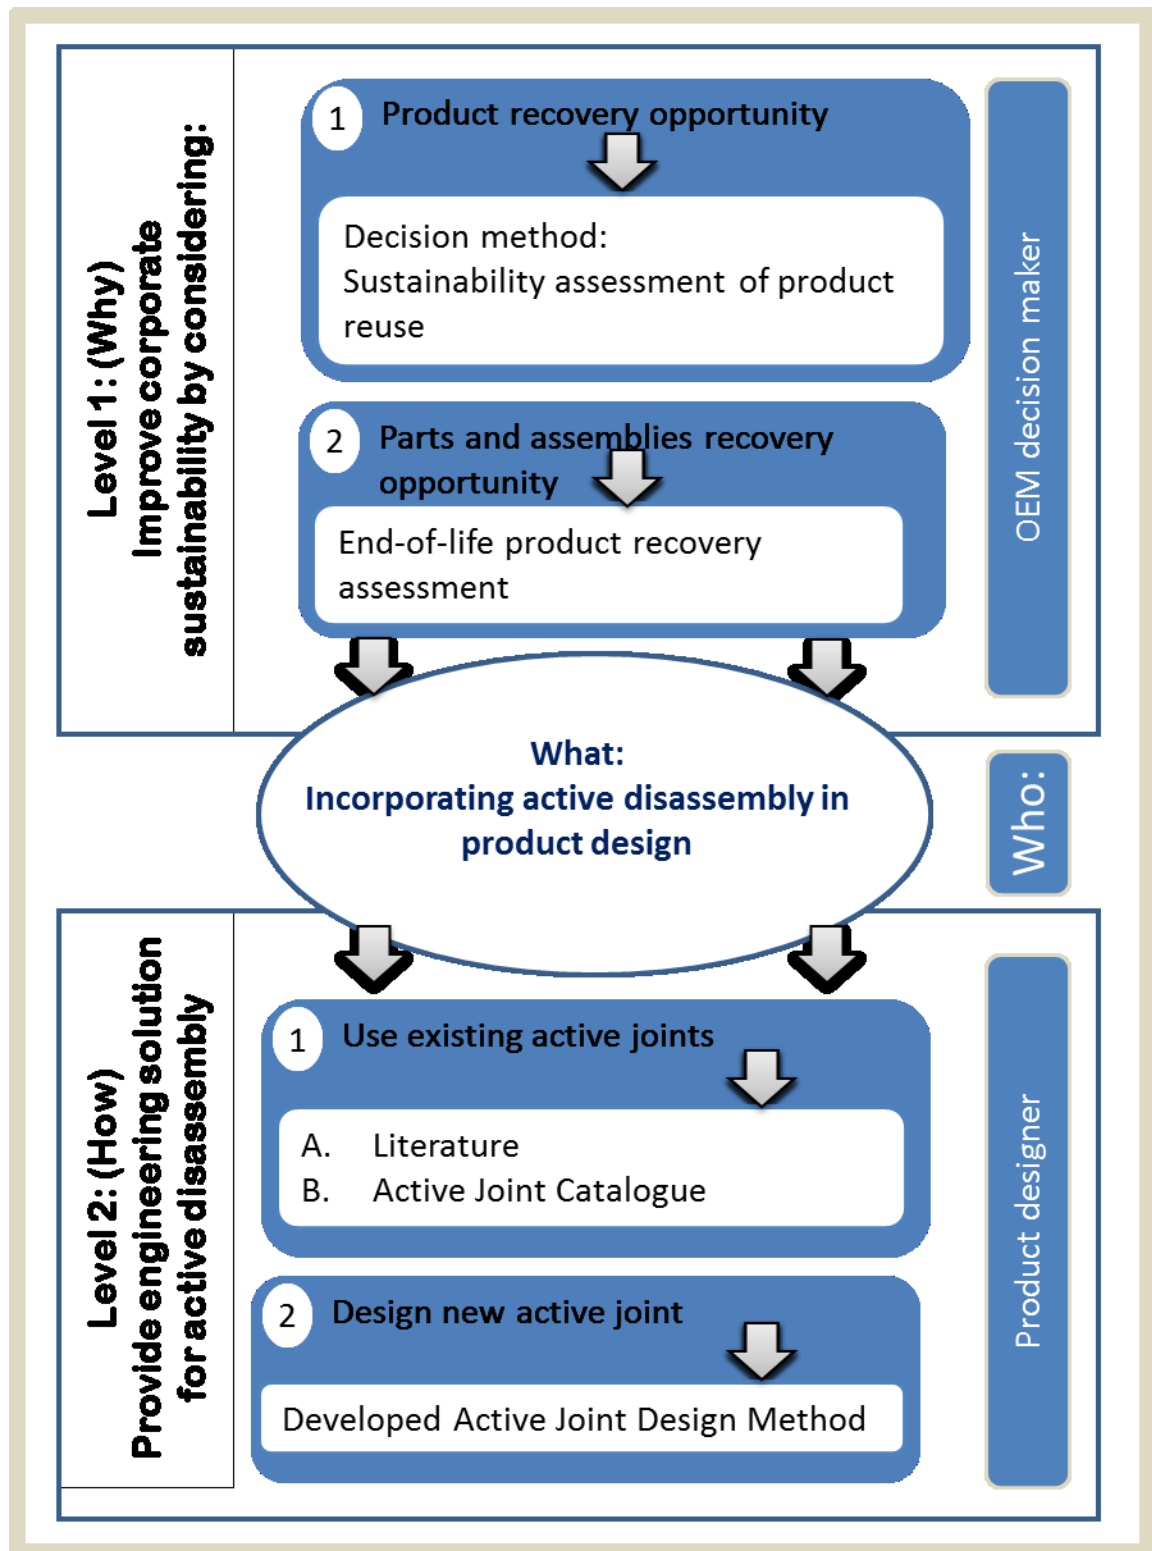 Level 1: (Why)
Improve corporate
sustainability by considering:
1
Product recovery opportunity
Decision method:
Sustainability assessment of product
reuse
2
Parts and assemblies recovery
opportunity
End-of-life product recovery
assessment
OEM decision maker
What:
Incorporating active disassembly in
product design
Who:
Level 2: (How)
Provide engineering solution
for active disassembly
1
Use existing active joints
A. Literature
B. Active Joint Catalogue
2
Design new active joint
Developed Active Joint Design Method
Product designer